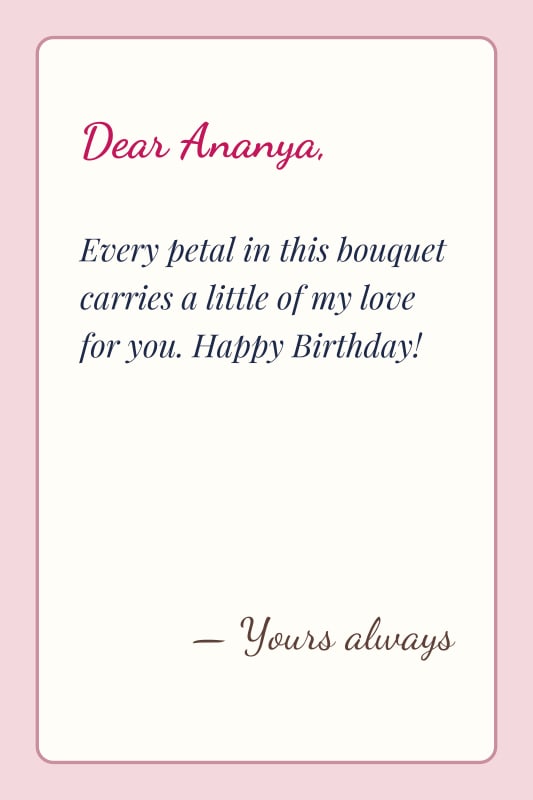 Dear Ananya,
Every petal in this bouquet
carries a little of my love
for you. Happy Birthday!
— Yours always